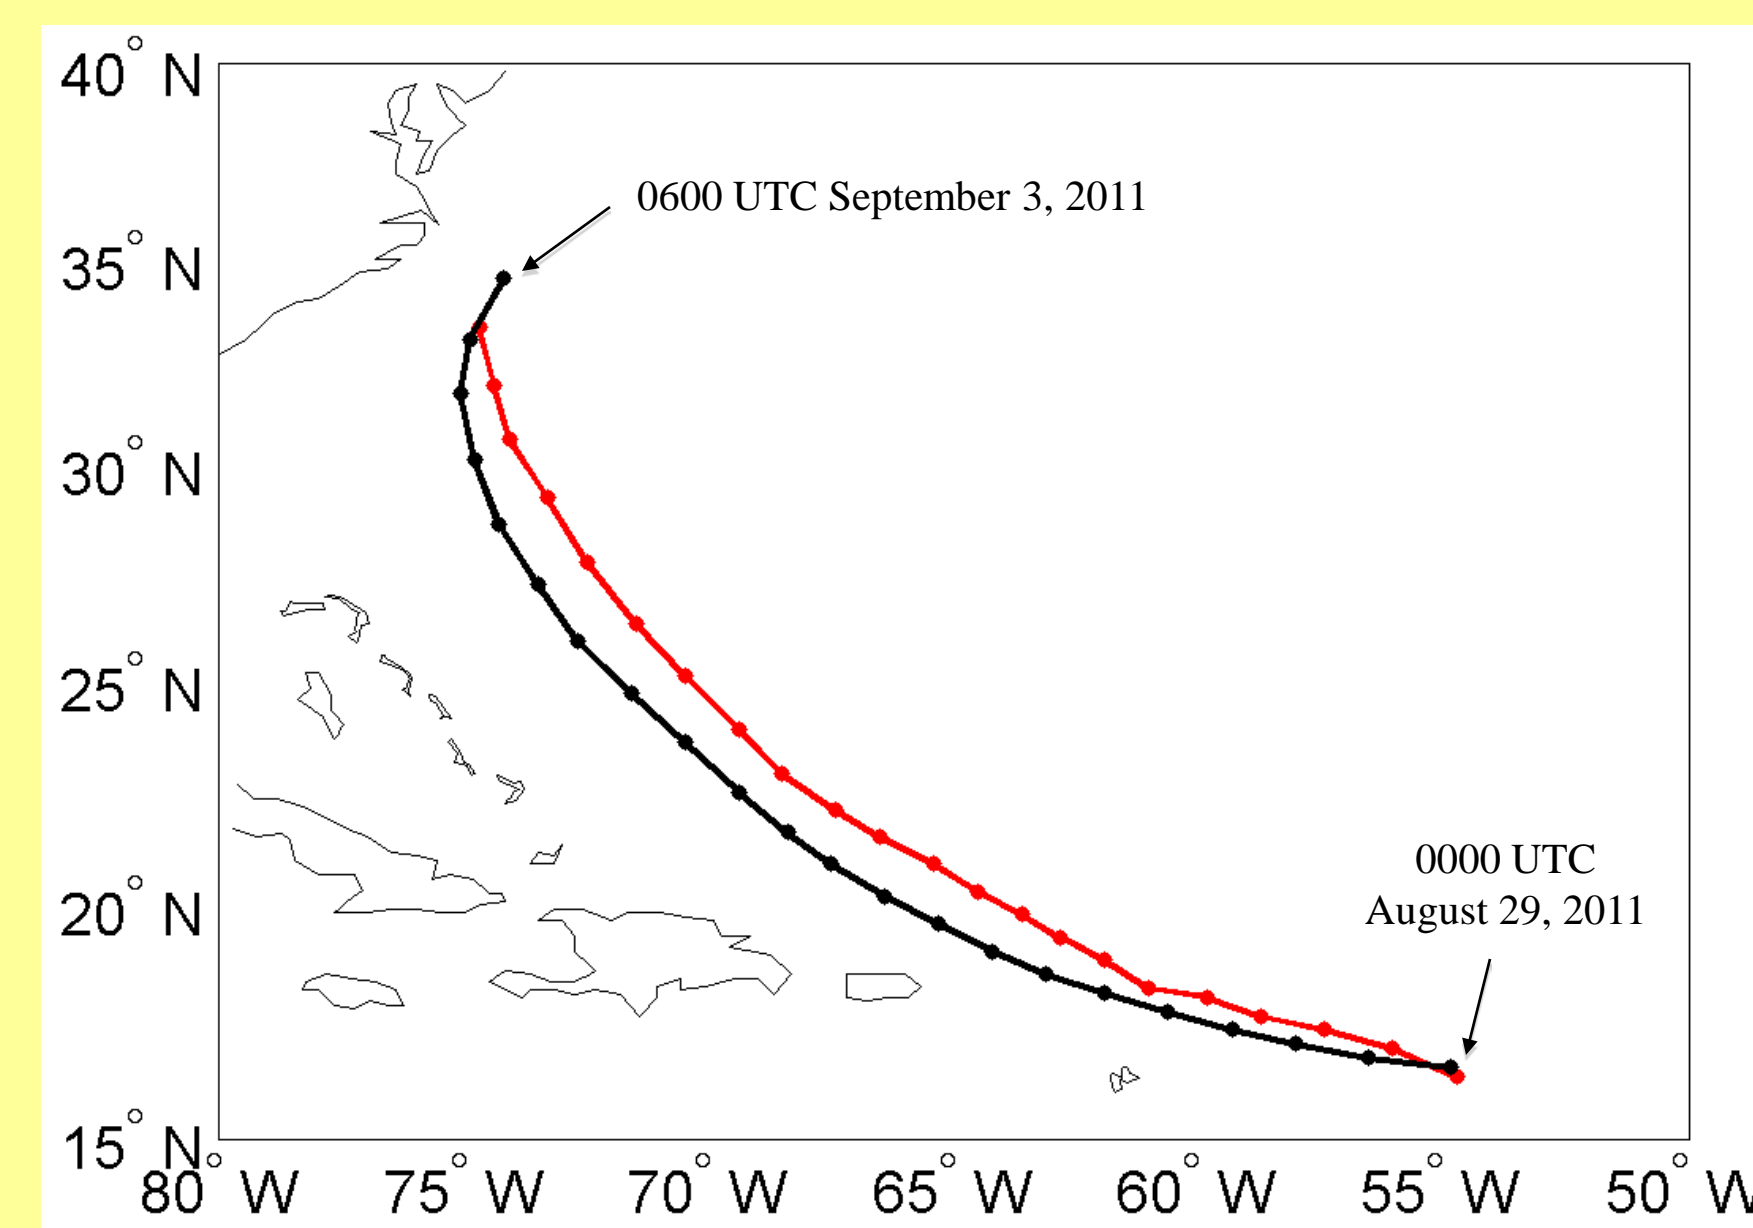 40° N
0600 UTC September 3, 2011
35° N
30° N
25° N
0000 UTC
August 29, 2011
20° N
15° N
80° W 75° W 70° W 65° W 60° W 55° W 50° W